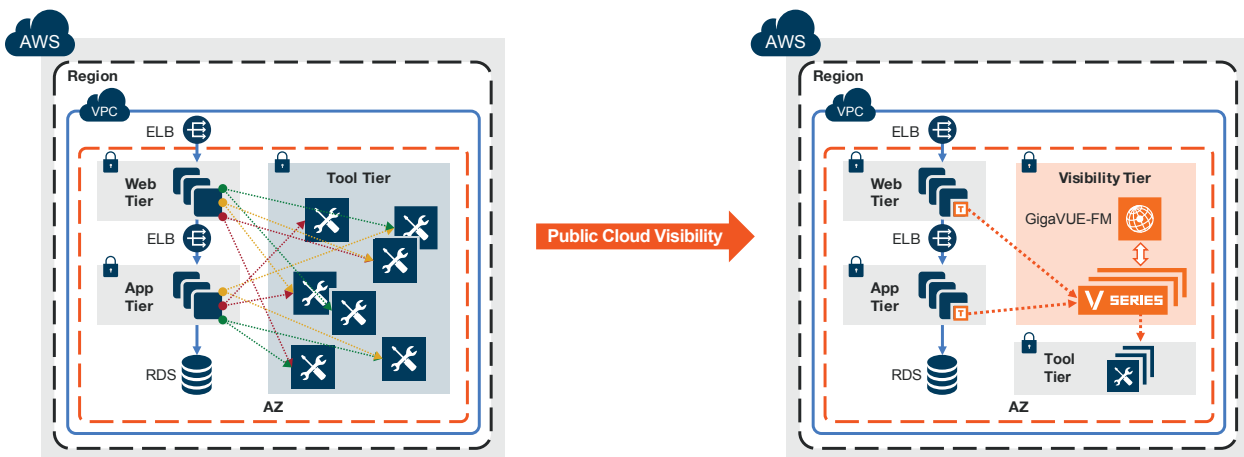 AWS
Region
VPC
ELB
Web
Tier
Tool Tier
ELB
App
Tier
RDS
AZ
Public Cloud Visibility
AWS
Region
VPC
ELB
Web
Tier
T
Visibility Tier
GigaVUE-FM
ELB
App
Tier
T
V SERIES
Tool
Tier
RDS
AZ